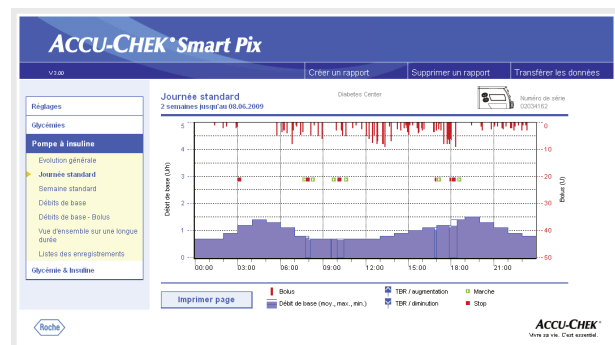 ACCU-CHEK® Smart Pix
V 3.00
Créer un rapport
Supprimer un rapport
Transférer les données
Réglages
Glycémies
Pompe à insuline
Evolution générale
Journée standard
Semaine standard
Débits de base
Débits de base - Bolus
Vue d'ensemble sur une longue
durée
Listes des enregistrements
Glycémie & Insuline
Journée standard
2 semaines jusqu'au 08.06.2009
Diabetes Center
Numéro de série
02034182
Débit de base (U/h)
5
4
3
2
1
0
0
-10
-20
-30
-40
-50
Bolus (U)
00:00 03:00 06:00 09:00 12:00 15:00 18:00 21:00
Imprimer page
Bolus
Débit de base (moy., max., min.)
TBR / augmentation
TBR / diminution
Marche
Stop
Roche
ACCU-CHEK®
Vivre sa vie. C'est essentiel.